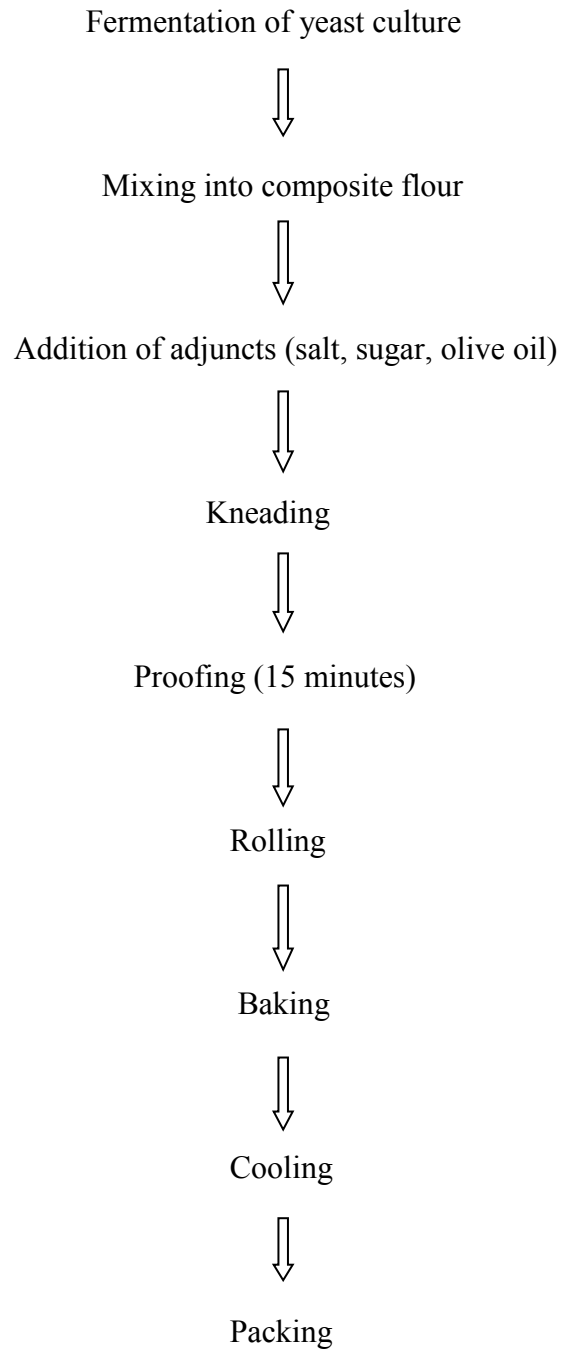 Fermentation of yeast culture
Mixing into composite flour
Addition of adjuncts (salt, sugar, olive oil)
Kneading
Proofing (15 minutes)
Rolling
Baking
Cooling
Packing